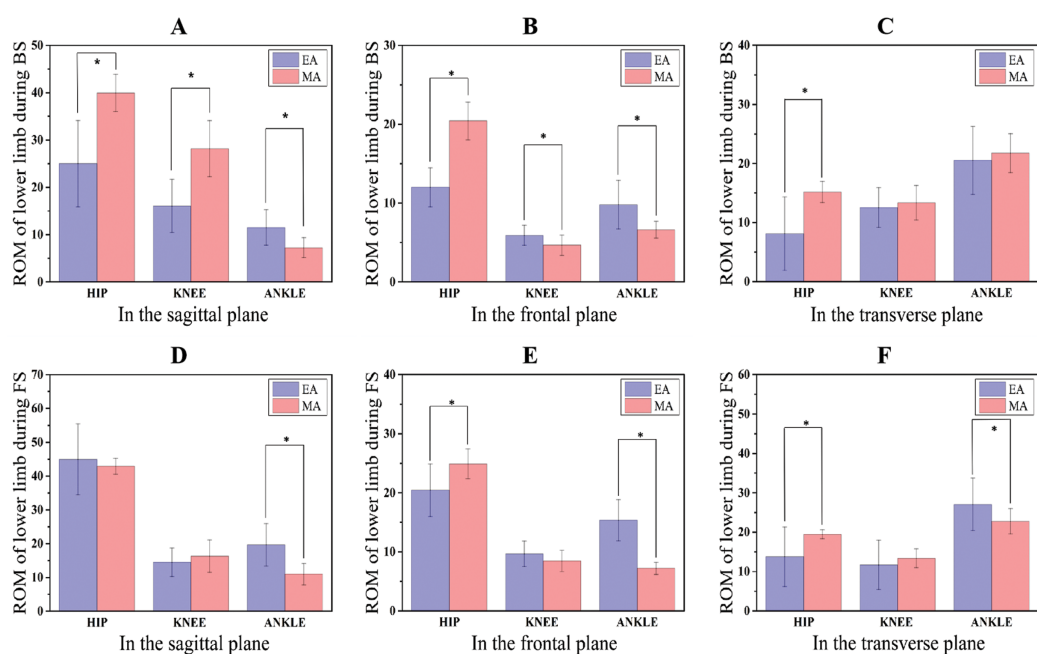 A
ROM of lower limb during BS
50
40
30
20
10
0
EA
MA
*
*
*
HIP
KNEE
ANKLE
In the sagittal plane
B
ROM of lower limb during BS
30
20
10
0
EA
MA
*
*
*
HIP
KNEE
ANKLE
In the frontal plane
C
ROM of lower limb during BS
40
30
20
10
0
EA
MA
*
HIP
KNEE
ANKLE
In the transverse plane
D
ROM of lower limb during FS
70
60
50
40
30
20
10
0
EA
MA
*
HIP
KNEE
ANKLE
In the sagittal plane
E
ROM of lower limb during FS
40
30
20
10
0
EA
MA
*
*
HIP
KNEE
ANKLE
In the frontal plane
F
ROM of lower limb during FS
60
50
40
30
20
10
0
EA
MA
*
*
HIP
KNEE
ANKLE
In the transverse plane